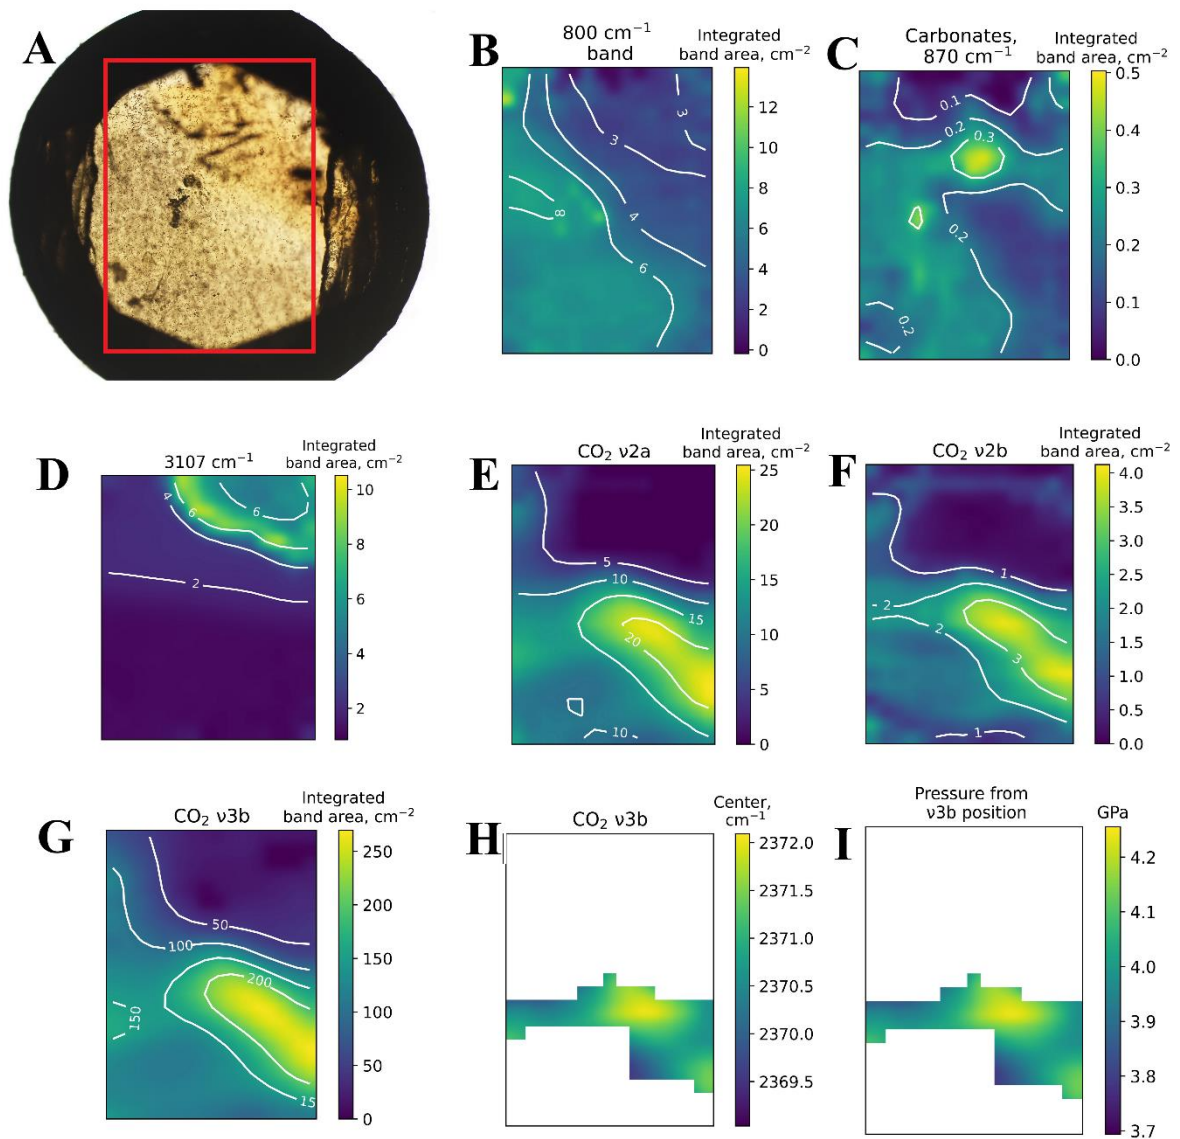 A
B
800 cm⁻¹
band
Integrated
band area, cm⁻²
3
3
4
6
8
12
10
8
6
4
2
0
C
Carbonates,
870 cm⁻¹
Integrated
band area, cm⁻²
0.1
0.2
0.3
0.2
0.2
0.5
0.4
0.3
0.2
0.1
0.0
D
3107 cm⁻¹
Integrated
band area, cm⁻²
4
6
6
2
10
8
6
4
2
E
CO₂ ν2a
Integrated
band area, cm⁻²
5
10
15
20
10
25
20
15
10
5
0
F
CO₂ ν2b
Integrated
band area, cm⁻²
1
2
2
3
1
4.0
3.5
3.0
2.5
2.0
1.5
1.0
0.5
0.0
G
CO₂ ν3b
Integrated
band area, cm⁻²
50
100
200
150
15
250
200
150
100
50
0
H
CO₂ ν3b
Center,
cm⁻¹
2372.0
2371.5
2371.0
2370.5
2370.0
2369.5
I
Pressure from
ν3b position
GPa
4.2
4.1
4.0
3.9
3.8
3.7